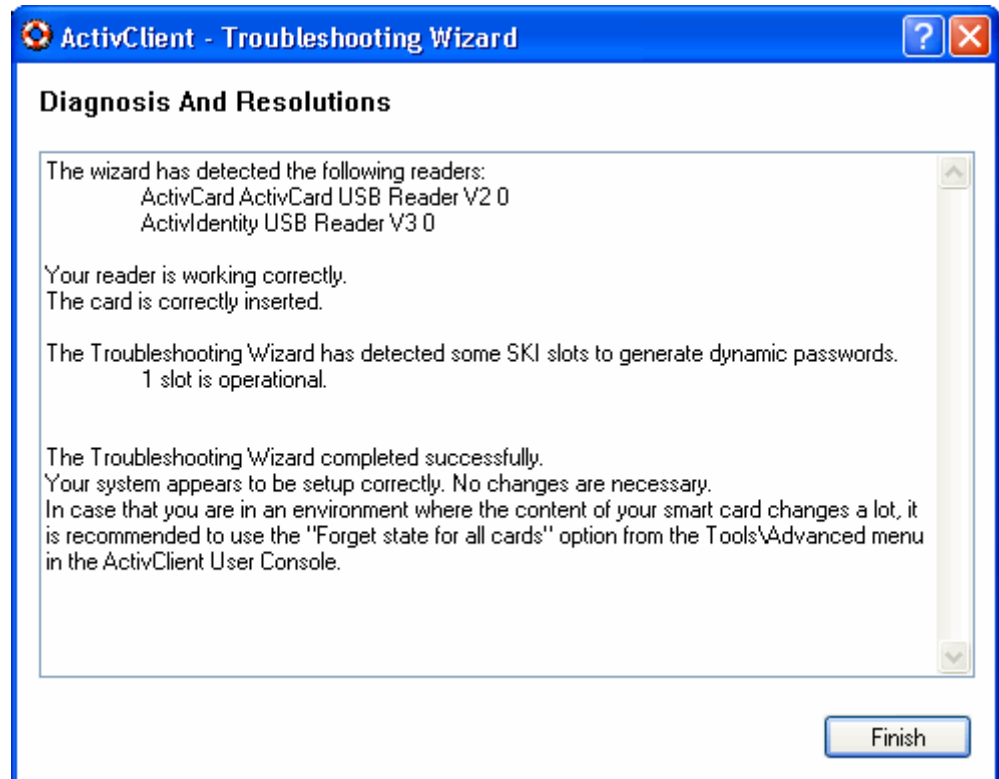 ActivClient - Troubleshooting Wizard
Diagnosis And Resolutions
The wizard has detected the following readers:
ActivCard ActivCard USB Reader V2 0
ActivIdentity USB Reader V3 0
Your reader is working correctly.
The card is correctly inserted.
The Troubleshooting Wizard has detected some SKI slots to generate dynamic passwords.
1 slot is operational.
The Troubleshooting Wizard completed successfully.
Your system appears to be setup correctly. No changes are necessary.
In case that you are in an environment where the content of your smart card changes a lot, it
is recommended to use the "Forget state for all cards" option from the Tools\Advanced menu
in the ActivClient User Console.
Finish